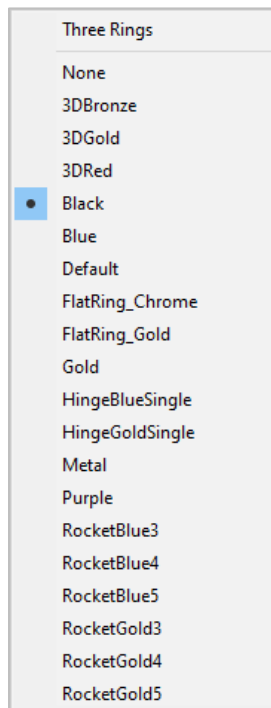 Three Rings
None
3DBronze
3DGold
3DRed
Black
Blue
Default
FlatRing_Chrome
FlatRing_Gold
Gold
HingeBlueSingle
HingeGoldSingle
Metal
Purple
RocketBlue3
RocketBlue4
RocketBlue5
RocketGold3
RocketGold4
RocketGold5